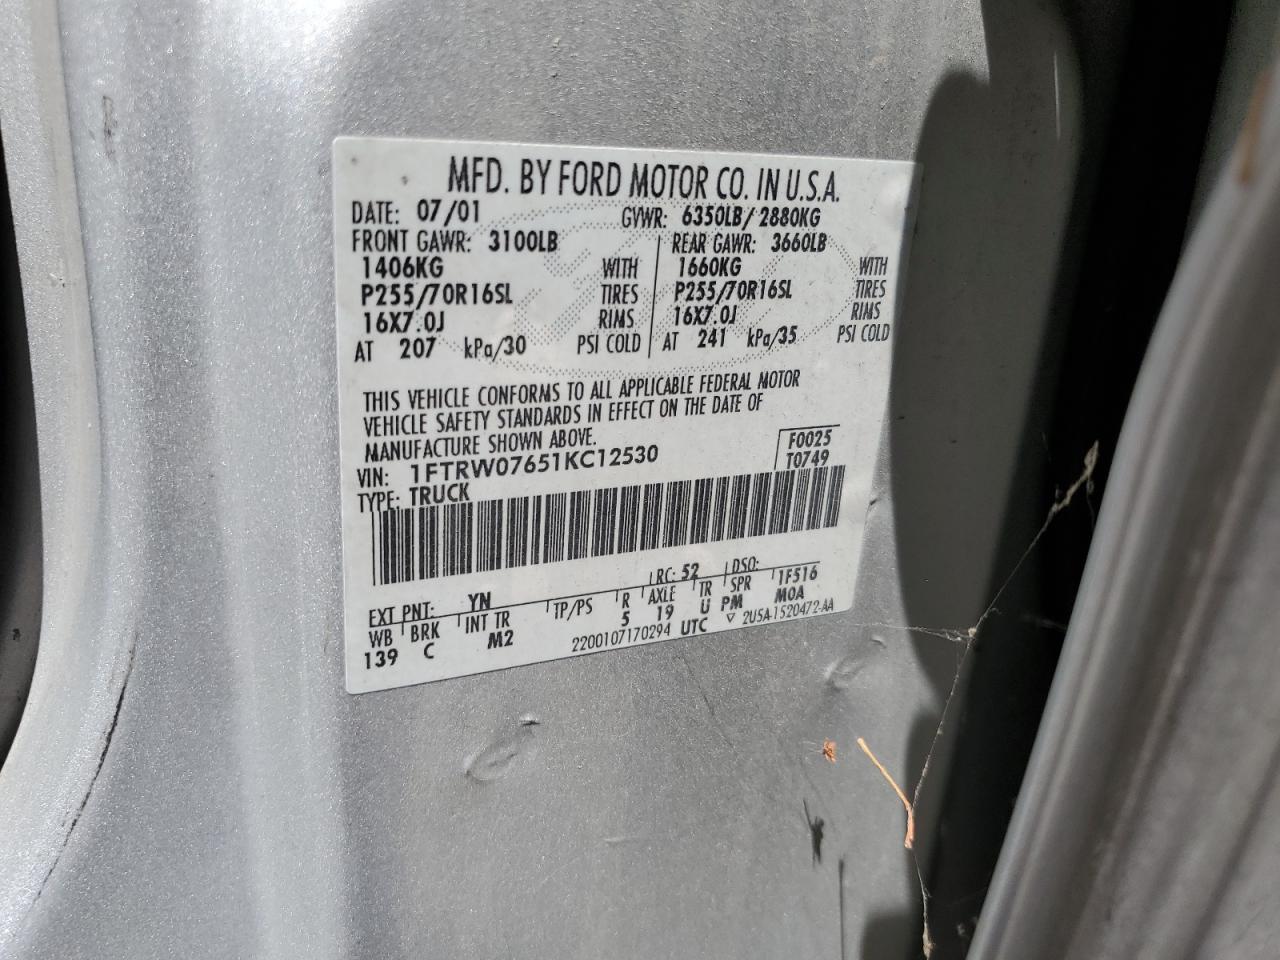 MFD. BY FORD MOTOR CO. IN U.S.A.
DATE: 07/01 GVWR: 6350LB/ 2880KG
FRONT GAWR: 3100LB REAR GAWR: 3660LB
1406KG WITH 1660KG WITH
P255/70R16SL TIRES P255/70R16SL TIRES
16X7.0J RIMS 16X7.0J RIMS
AT 207 kPa/30 PSI COLD AT 241 kPa/35 PSI COLD
THIS VEHICLE CONFORMS TO ALL APPLICABLE FEDERAL MOTOR
VEHICLE SAFETY STANDARDS IN EFFECT ON THE DATE OF
MANUFACTURE SHOWN ABOVE.
VIN: 1FTRW07651KC12530 F0025
TYPE: TRUCK T0749
EXT PNT: YN RC: 52 DSO: 1F516
WB BRK INT TR TP/PS R AXLE TR SPR
139 C M2 5 19 U PM M0A
2200107170294 UTC ▽ 2U5A-1520472-AA